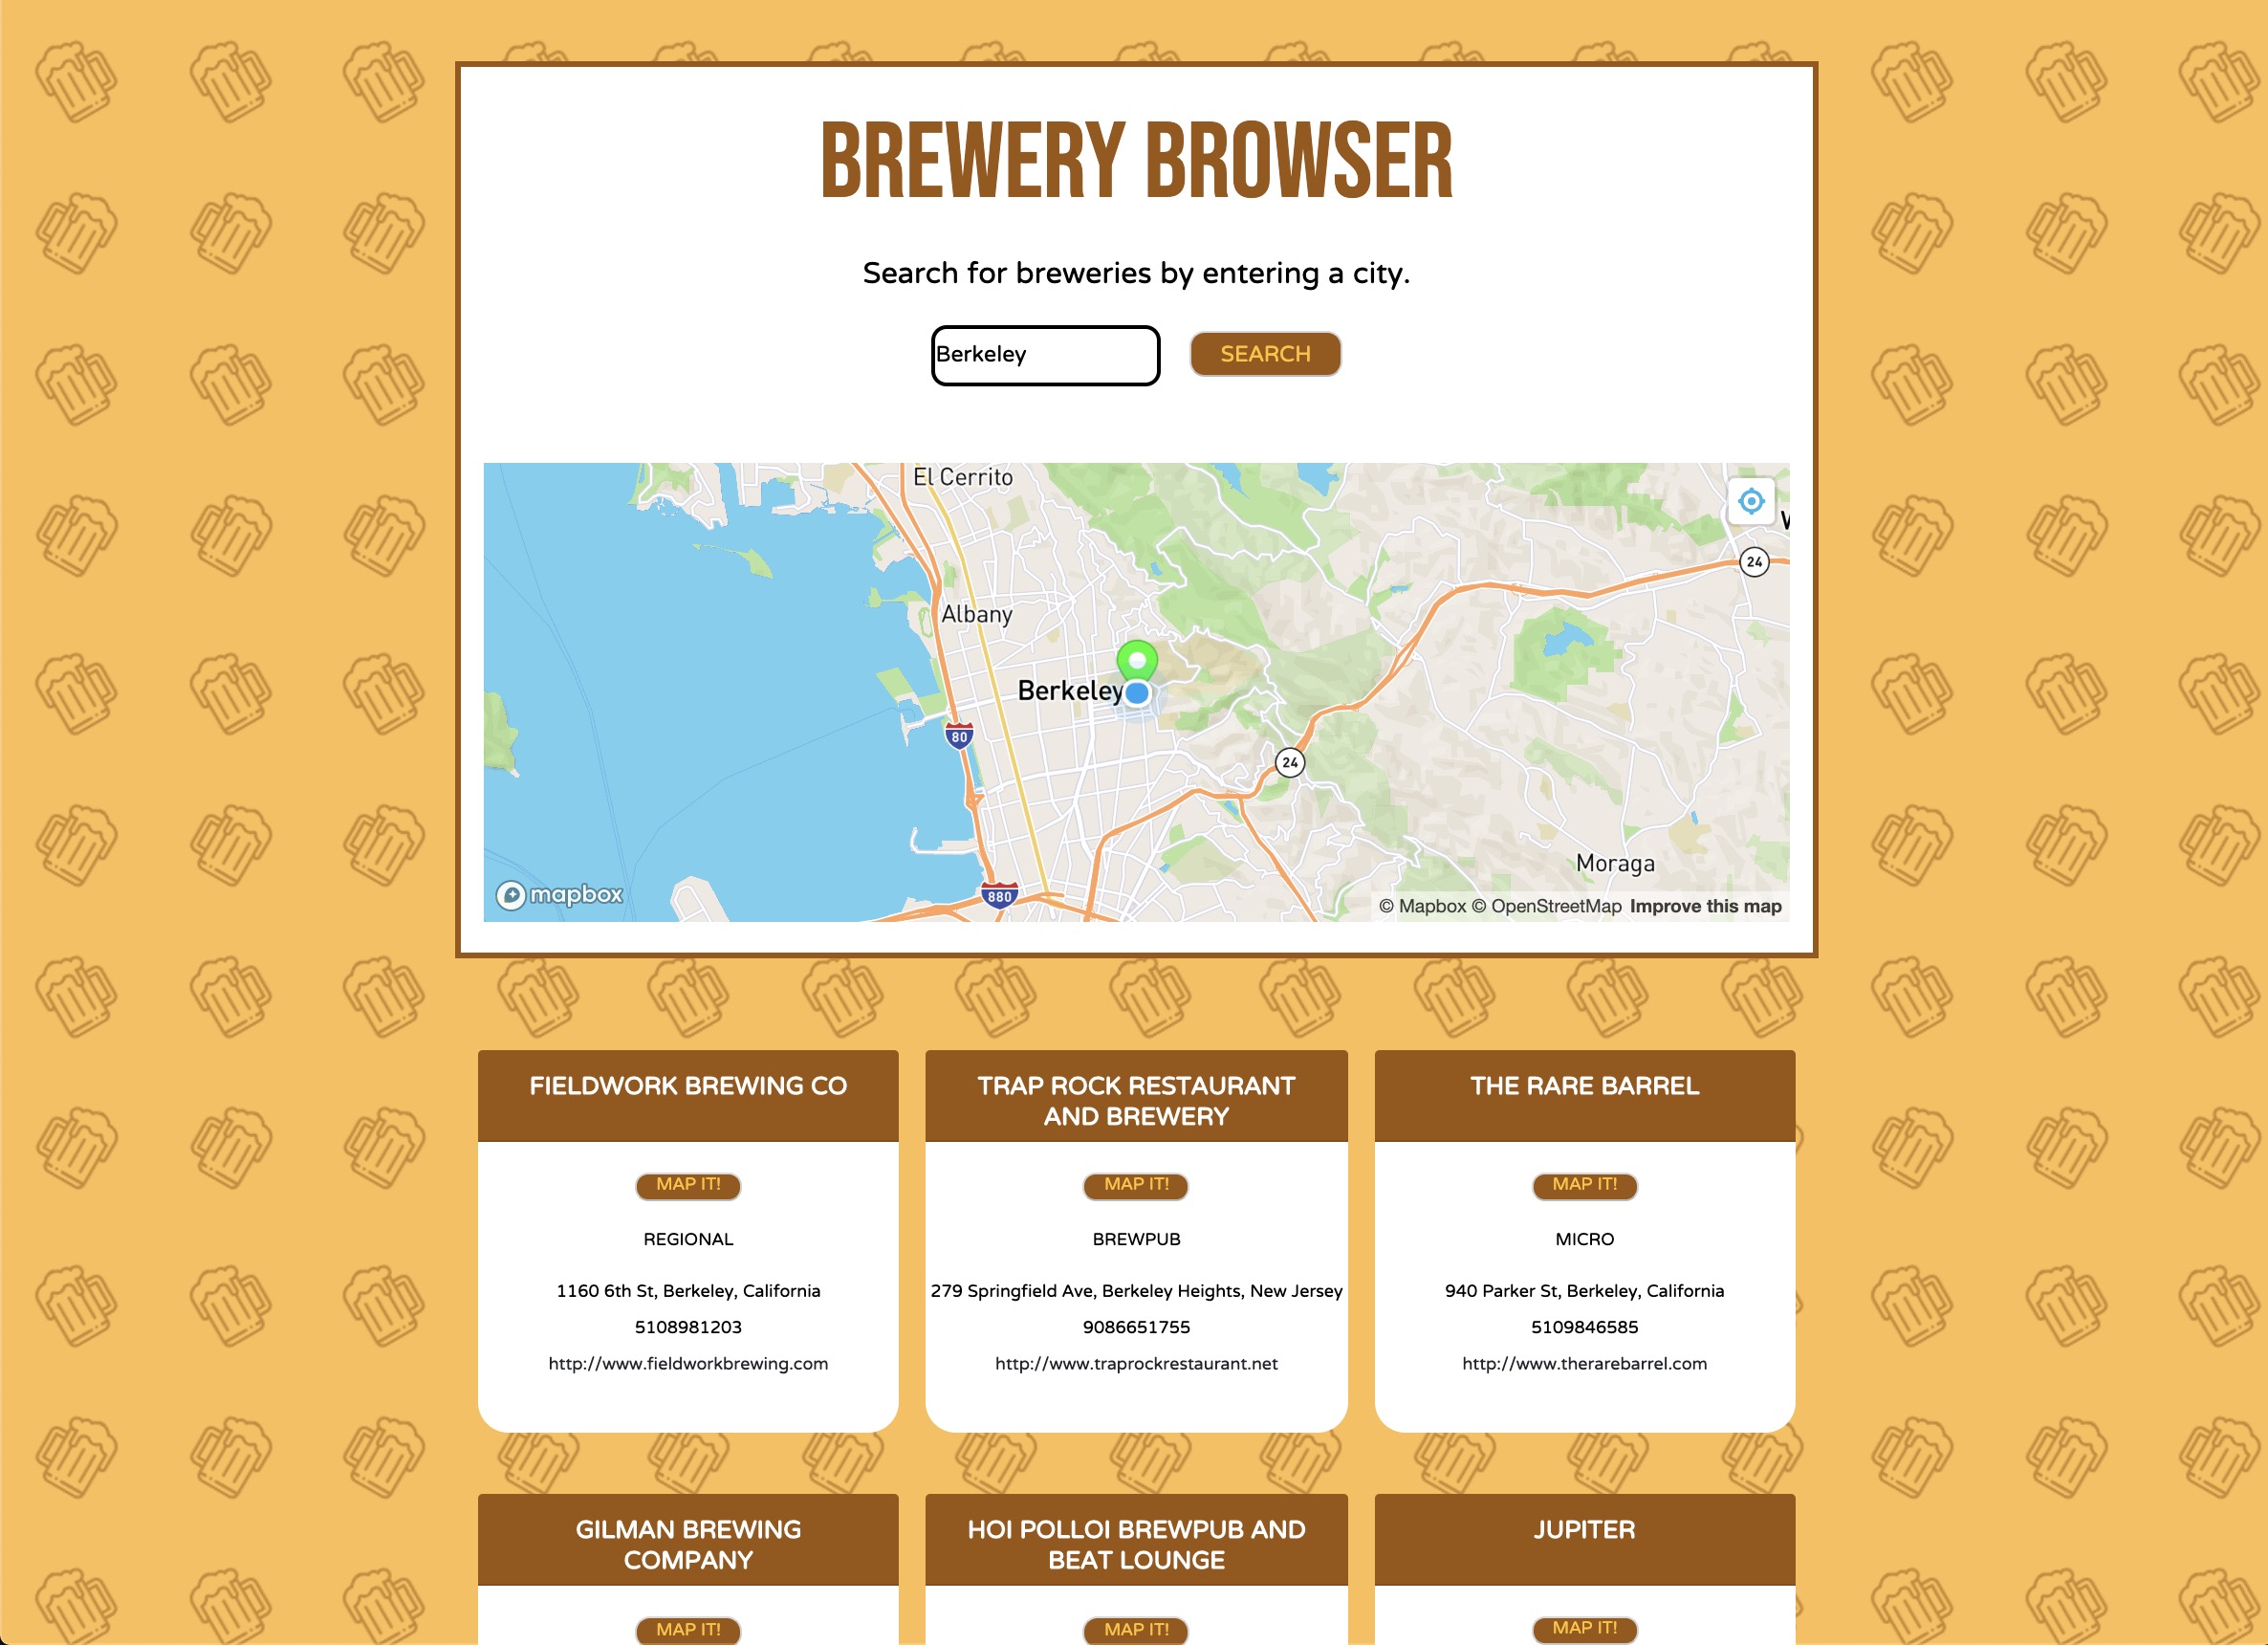 BREWERY BROWSER
Search for breweries by entering a city.
Berkeley
SEARCH
El Cerrito
24
Albany
Berkeley
80
24
Moraga
880
mapbox
© Mapbox © OpenStreetMap Improve this map
FIELDWORK BREWING CO
MAP IT!
REGIONAL
1160 6th St, Berkeley, California
5108981203
http://www.fieldworkbrewing.com
TRAP ROCK RESTAURANT
AND BREWERY
MAP IT!
BREWPUB
279 Springfield Ave, Berkeley Heights, New Jersey
9086651755
http://www.traprockrestaurant.net
THE RARE BARREL
MAP IT!
MICRO
940 Parker St, Berkeley, California
5109846585
http://www.therarebarrel.com
GILMAN BREWING
COMPANY
MAP IT!
HOI POLLOI BREWPUB AND
BEAT LOUNGE
MAP IT!
JUPITER
MAP IT!